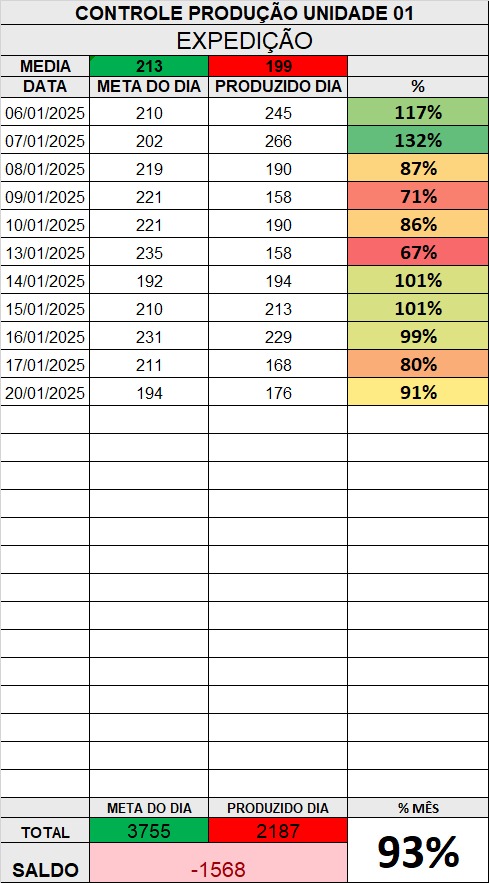 CONTROLE PRODUÇÃO UNIDADE 01
EXPEDIÇÃO
MEDIA 213 199
DATA META DO DIA PRODUZIDO DIA %
06/01/2025 210 245 117%
07/01/2025 202 266 132%
08/01/2025 219 190 87%
09/01/2025 221 158 71%
10/01/2025 221 190 86%
13/01/2025 235 158 67%
14/01/2025 192 194 101%
15/01/2025 210 213 101%
16/01/2025 231 229 99%
17/01/2025 211 168 80%
20/01/2025 194 176 91%
META DO DIA PRODUZIDO DIA % MÊS
TOTAL 3755 2187 93%
SALDO -1568